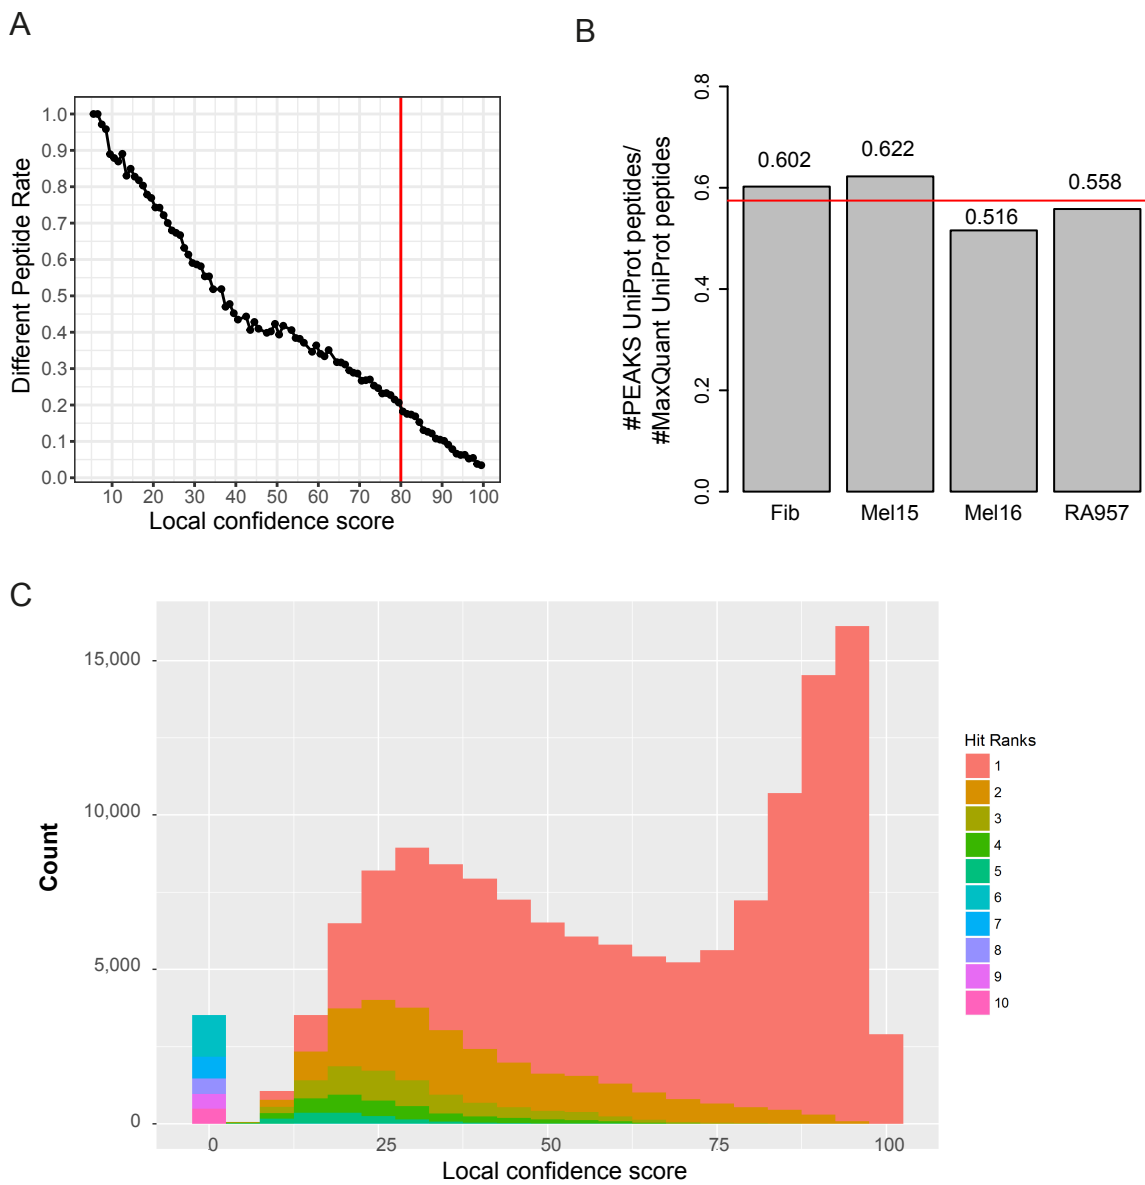 A
B
Different Peptide Rate
1.0
0.9
0.8
0.7
0.6
0.5
0.4
0.3
0.2
0.1
0.0
10 20 30 40 50 60 70 80 90 100
Local confidence score
#PEAKS UniProt peptides/
#MaxQuant UniProt peptides
0.8
0.6
0.4
0.2
0.0
0.602
0.622
0.516
0.558
Fib Mel15 Mel16 RA957
C
Count
15,000
10,000
5,000
0
0 25 50 75 100
Local confidence score
Hit Ranks
1
2
3
4
5
6
7
8
9
10